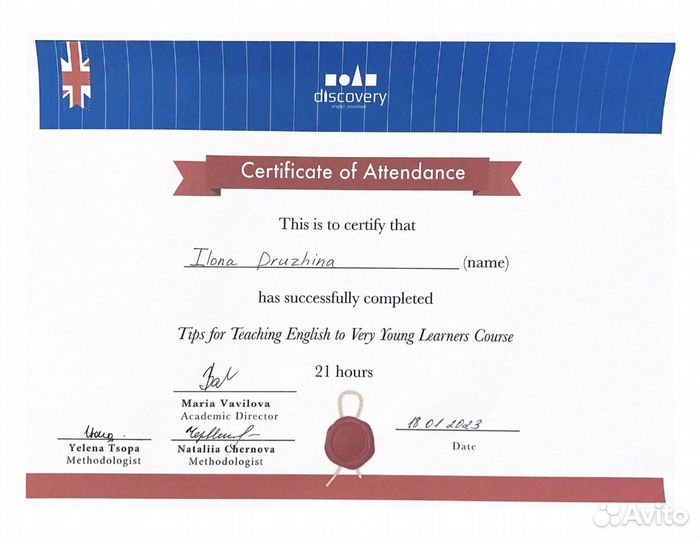 discovery
english preschool
Certificate of Attendance
This is to certify that
Ilona Druzhina (name)
has successfully completed
Tips for Teaching English to Very Young Learners Course
21 hours
Maria Vavilova
Academic Director
Yelena Tsopa
Methodologist
Nataliia Chernova
Methodologist
18.01.2023
Date
Avito